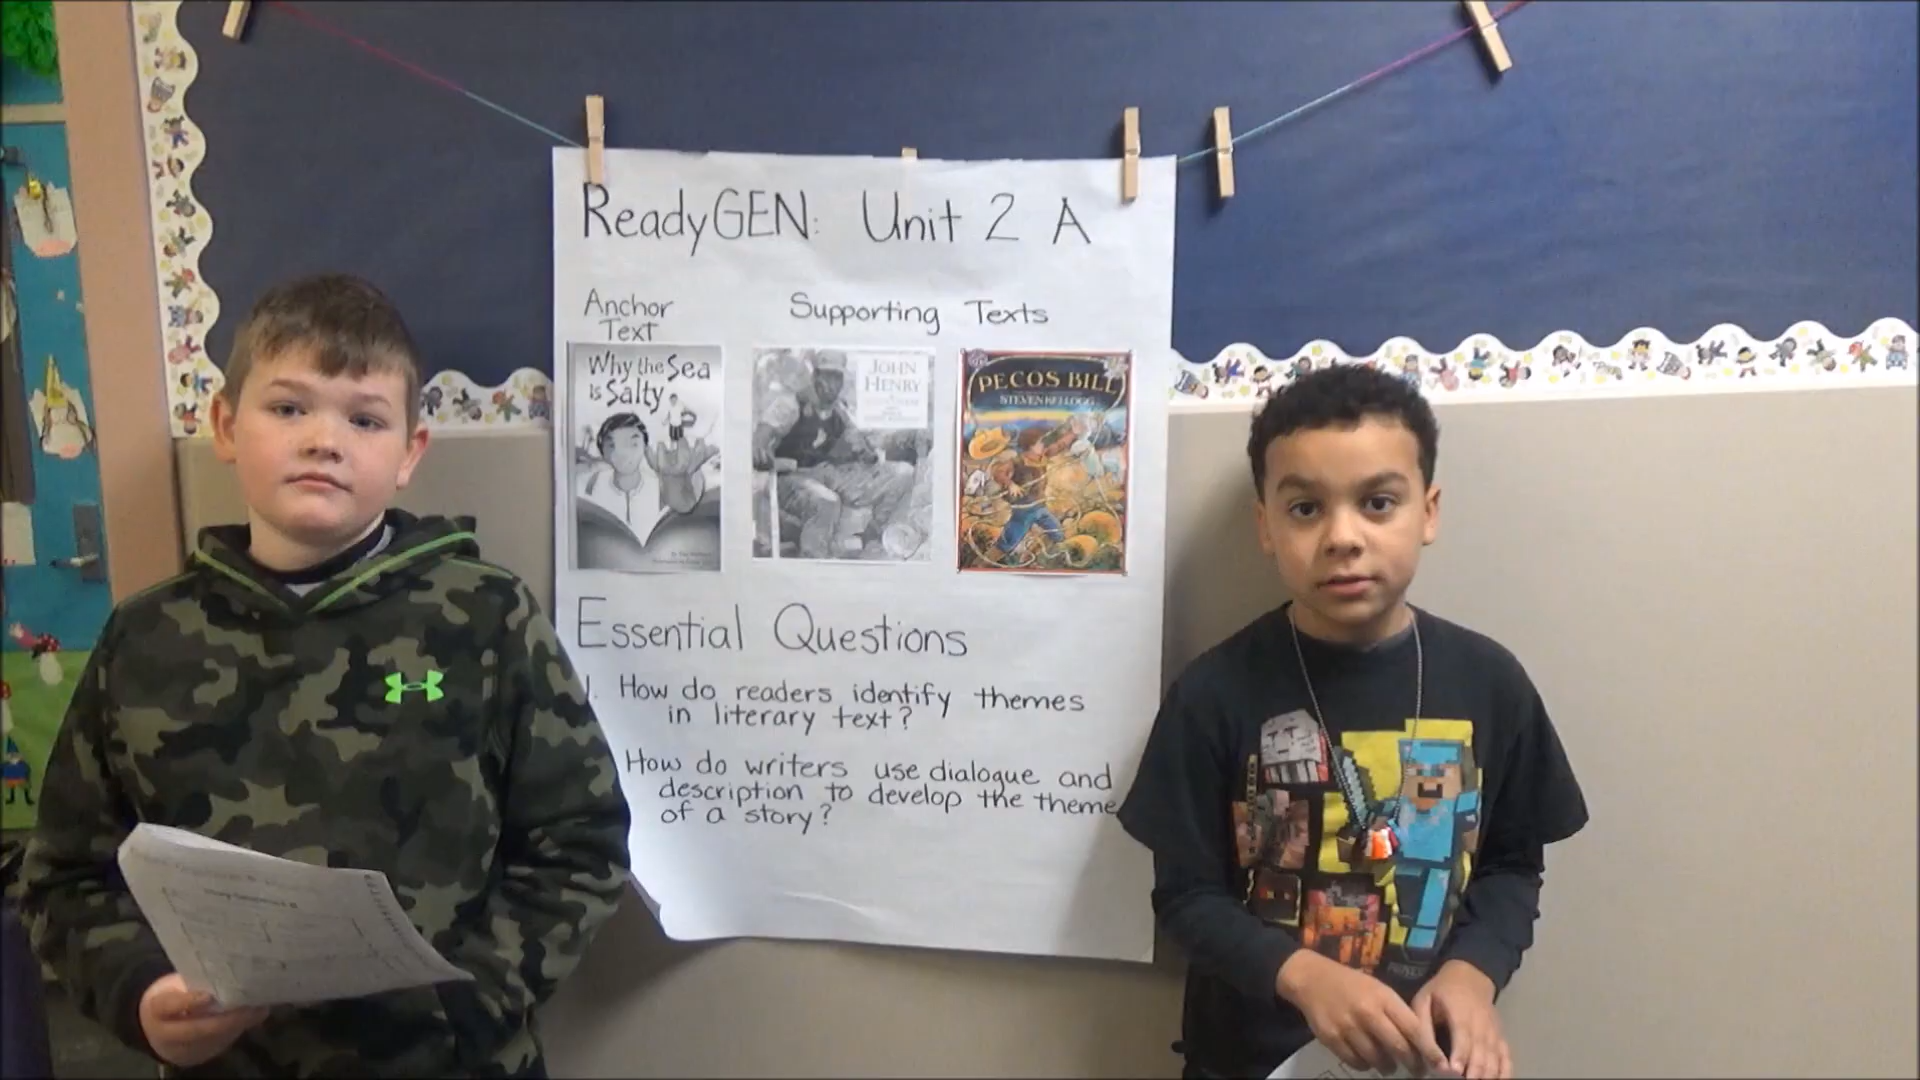 ReadyGEN: Unit 2 A
Anchor
Text
Supporting Texts
Why the Sea
is Salty
JOHN
HENRY
PECOS BILL
STEVEN KELLOGG
Essential Questions
1. How do readers identify themes
in literary text?
How do writers use dialogue and
description to develop the theme
of a story?